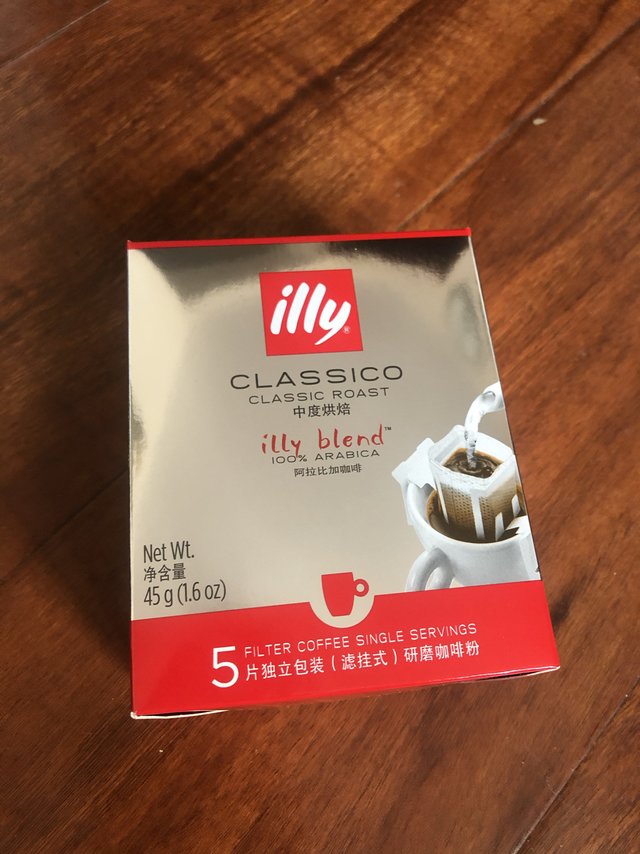 illy®
CLASSICO
CLASSIC ROAST
中度烘焙
illy blend™
100% ARABICA
阿拉比加咖啡
Net Wt.
净含量
45 g (1.6 oz)
5 FILTER COFFEE SINGLE SERVINGS
片独立包装（滤挂式）研磨咖啡粉